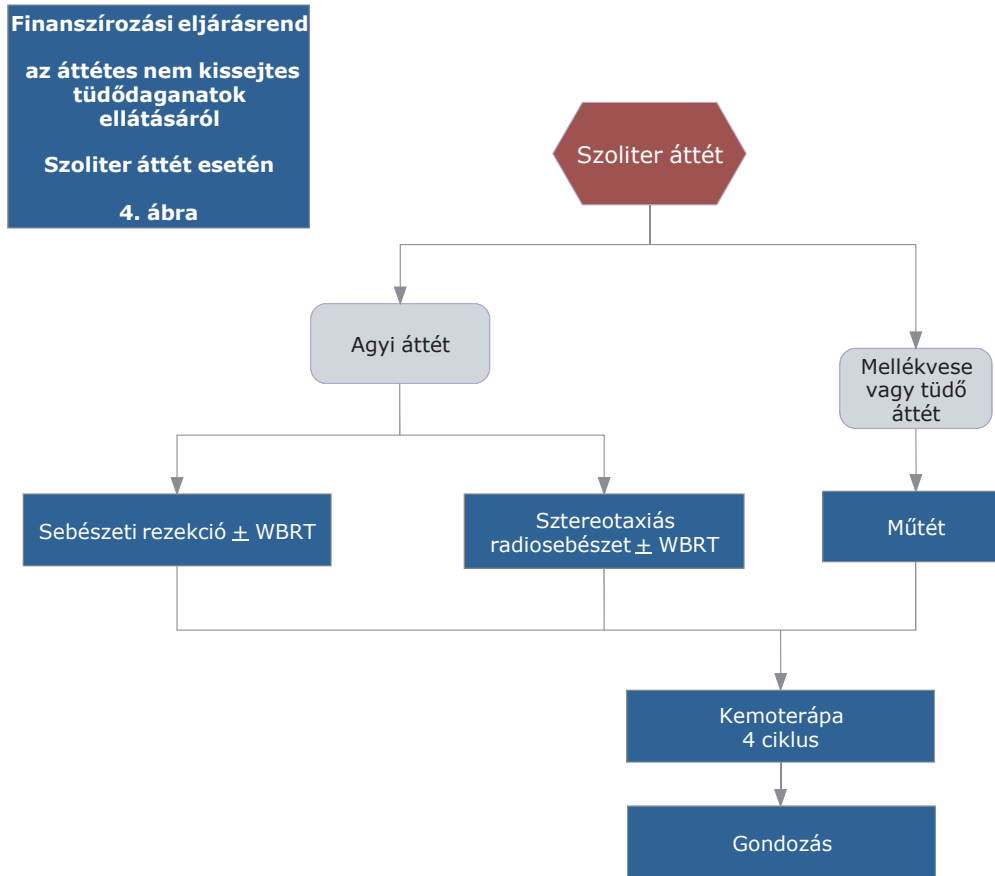 Finanszírozási eljárásrend
az áttétes nem kissejtes
tüdődaganatok
ellátásáról
Szoliter áttét esetén
4. ábra
Szoliter áttét
Agyi áttét
Mellékvese
vagy tüdő
áttét
Sebészeti rezekció ± WBRT
Sztereotaxiás
radiosebészet ± WBRT
Műtét
Kemoterápa
4 ciklus
Gondozás